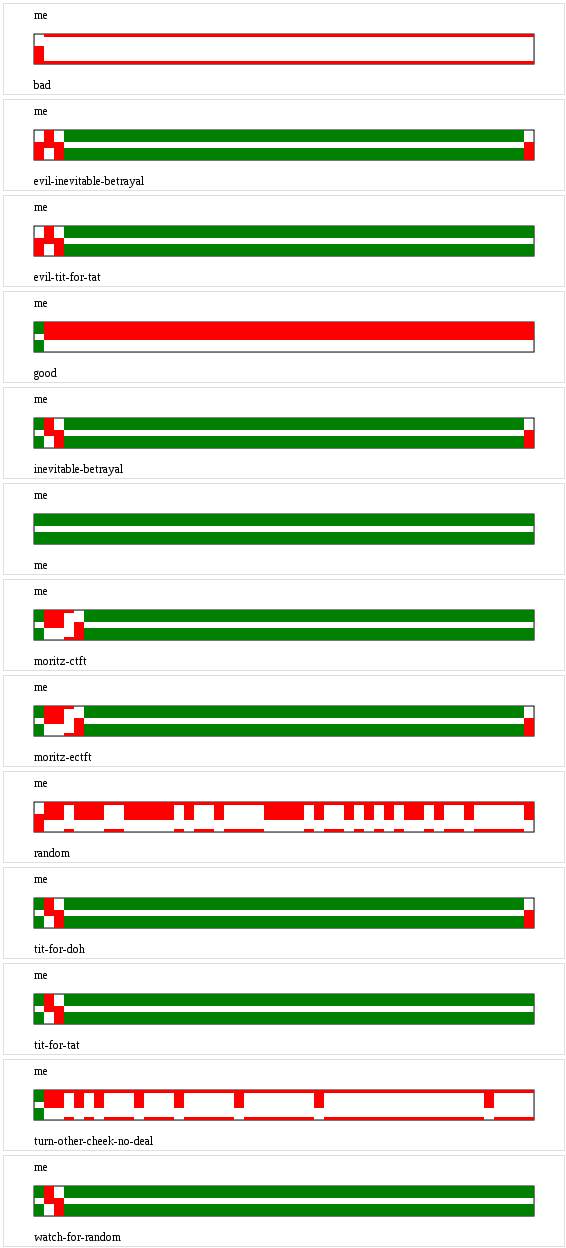 me
bad
me
evil-inevitable-betrayal
me
evil-tit-for-tat
me
good
me
inevitable-betrayal
me
me
me
moritz-ctft
me
moritz-ectft
me
random
me
tit-for-doh
me
tit-for-tat
me
turn-other-cheek-no-deal
me
watch-for-random